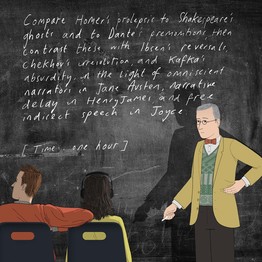 Compare Homer's prolepsis to Shakespeare's
ghosts and to Dante's premonitions, then
contrast these with Ibsen's reversals,
Chekhov's irresolution, and Kafka's
absurdity in the light of omniscient
narrators in Jane Austen, narrative
delay in Henry James and free
indirect speech in Joyce
[Time: one hour]